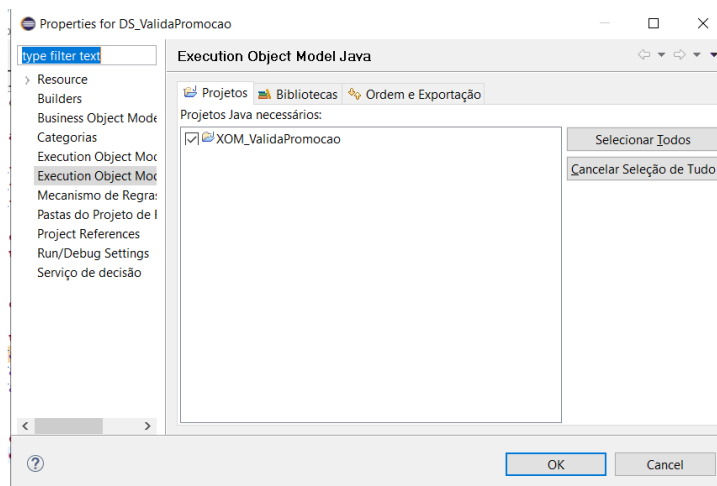 Properties for DS_ValidaPromocao
type filter text
Execution Object Model Java
Resource
Builders
Business Object Mode
Categorias
Execution Object Moc
Execution Object Moc
Mecanismo de Regra:
Pastas do Projeto de
Project References
Run/Debug Settings
Serviço de decisão
Projetos
Bibliotecas
Ordem e Exportação
Projetos Java necessários:
XOM_ValidaPromocao
Selecionar Todos
Cancelar Seleção de Tudo
OK
Cancel